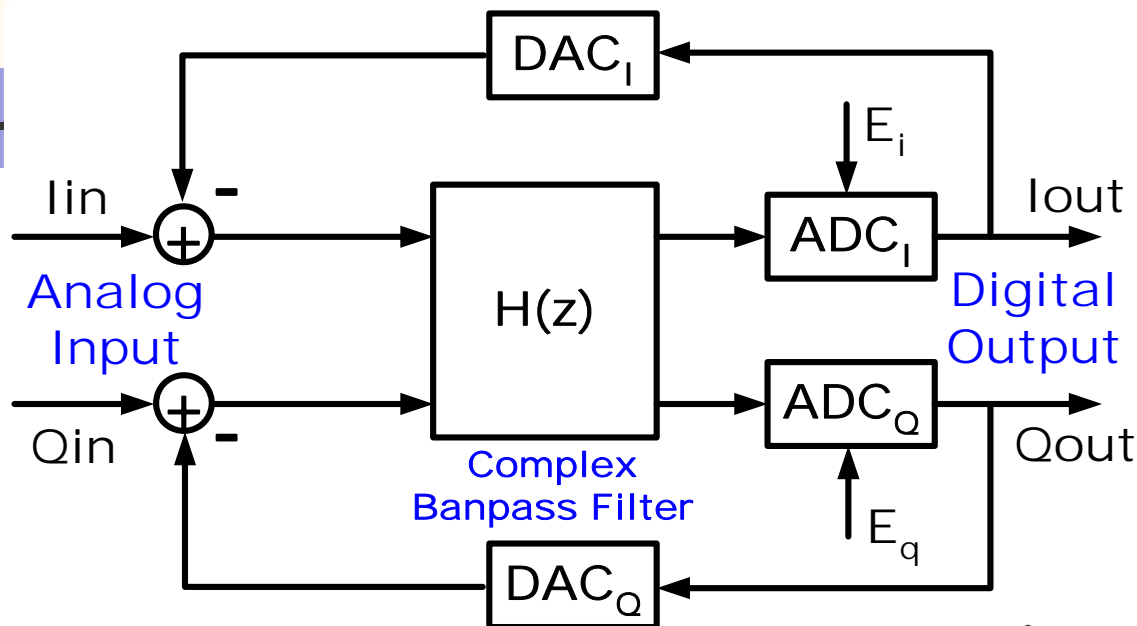 DAC_I
E_i
Iin
-
+
ADC_I
Iout
Analog
Input
H(z)
Digital
Output
+
-
ADC_Q
Qin
Qout
Complex
Banpass Filter
E_q
DAC_Q